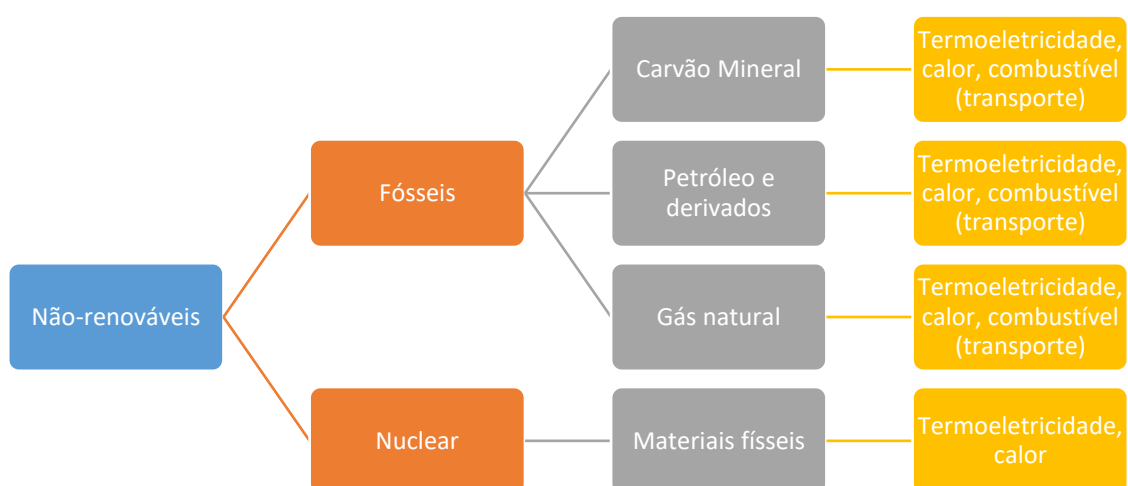 Não-renováveis
Fósseis
Carvão Mineral
Termoeletricidade,
calor, combustível
(transporte)
Petróleo e
derivados
Termoeletricidade,
calor, combustível
(transporte)
Gás natural
Termoeletricidade,
calor, combustível
(transporte)
Nuclear
Materiais físseis
Termoeletricidade,
calor